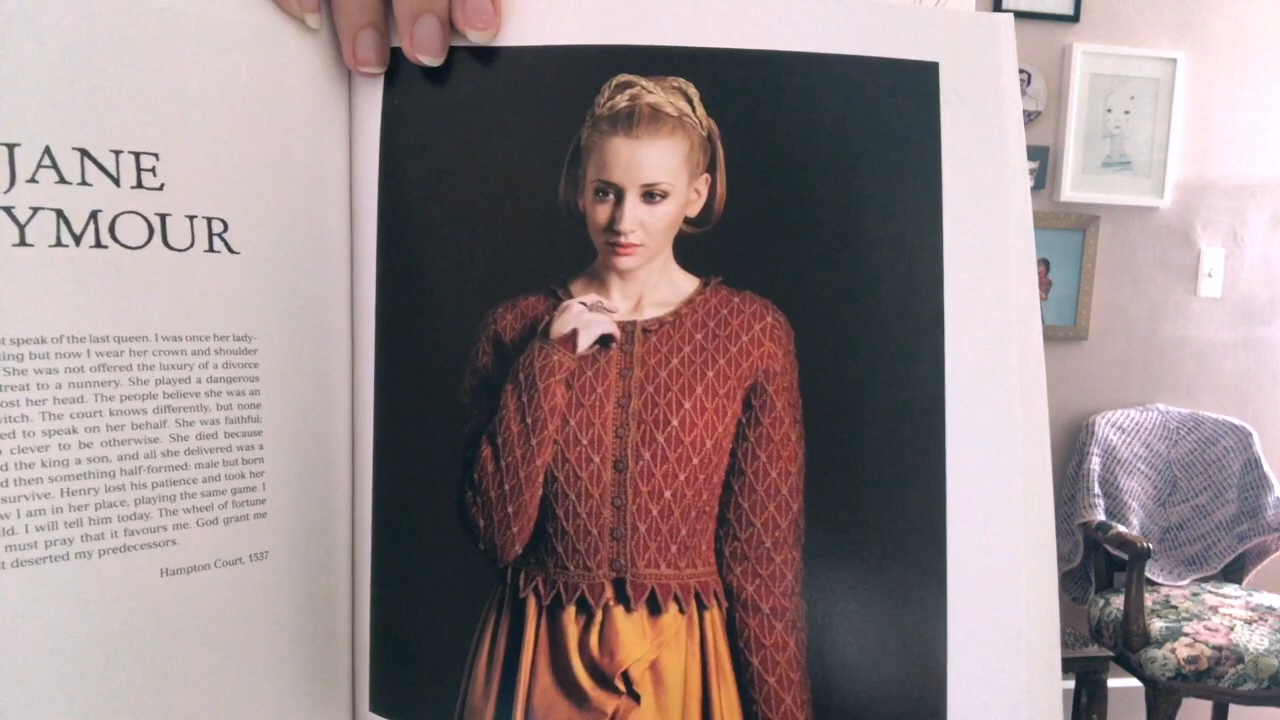 JANE
YMOUR
t speak of the last queen. I was once her lady-
ting but now I wear her crown and shoulder
She was not offered the luxury of a divorce
treat to a nunnery. She played a dangerous
ost her head. The people believe she was an
vitch. The court knows differently, but none
ed to speak on her behalf. She was faithful;
clever to be otherwise. She died because
d the king a son, and all she delivered was a
d then something half-formed: male but born
survive. Henry lost his patience and took her
w I am in her place, playing the same game. I
ld. I will tell him today. The wheel of fortune
must pray that it favours me. God grant me
t deserted my predecessors.
Hampton Court, 1537